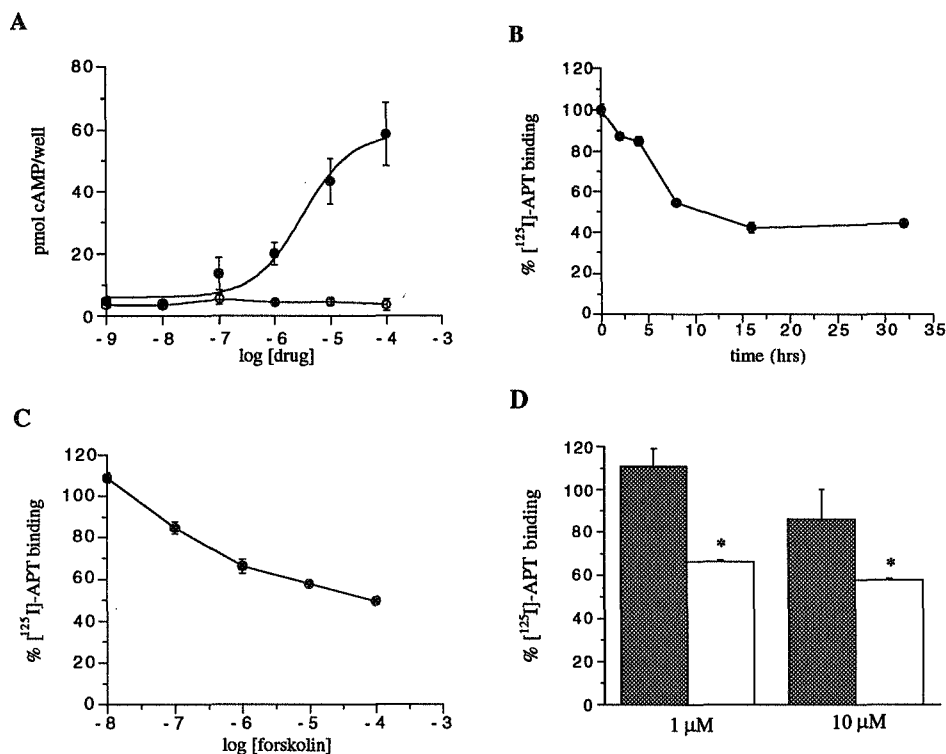 A
80
60
40
20
0
pmol cAMP/well
-9 -8 -7 -6 -5 -4 -3
log [drug]
B
120
100
80
60
40
20
0
% [¹²⁵I]-APT binding
0 5 10 15 20 25 30 35
time (hrs)
C
120
100
80
60
40
20
0
% [¹²⁵I]-APT binding
-8 -7 -6 -5 -4 -3
log [forskolin]
D
120
100
80
60
40
20
0
% [¹²⁵I]-APT binding
*
*
1 μM 10 μM